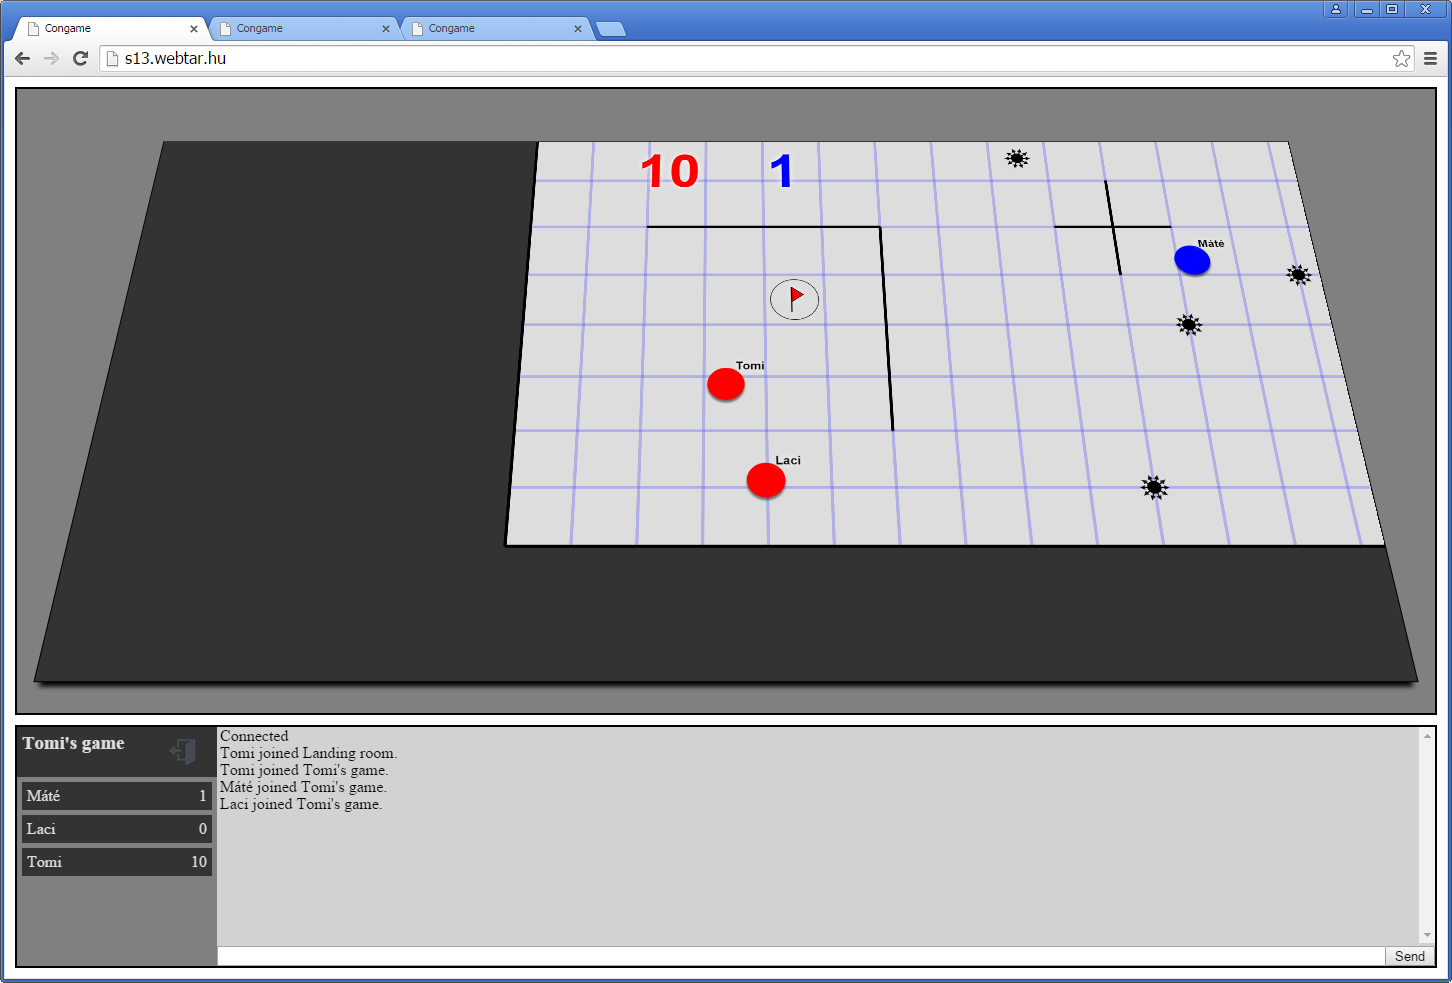 Congame
Congame
Congame
s13.webtar.hu
10 1
Máté
Tomi
Laci
Tomi's game
Máté 1
Laci 0
Tomi 10
Connected
Tomi joined Landing room.
Tomi joined Tomi's game.
Máté joined Tomi's game.
Laci joined Tomi's game.
Send